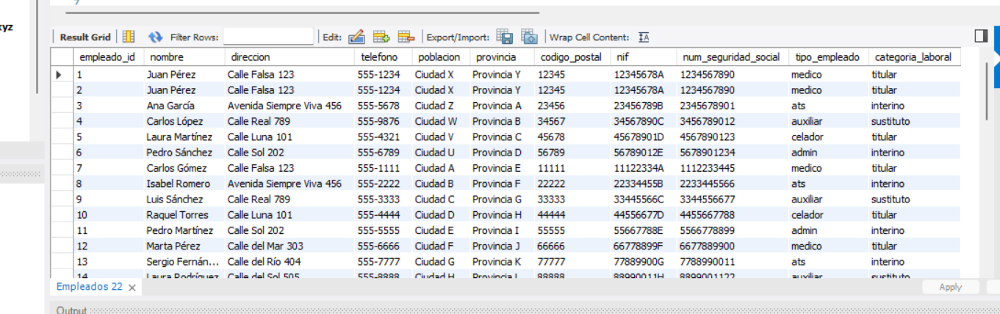 xyz
Result Grid Filter Rows: Edit: Export/Import: Wrap Cell Content: IA
empleado_id nombre direccion telefono poblacion provincia codigo_postal nif num_seguridad_social tipo_empleado categoria_laboral
1 Juan Pérez Calle Falsa 123 555-1234 Ciudad X Provincia Y 12345 12345678A 1234567890 medico titular
2 Juan Pérez Calle Falsa 123 555-1234 Ciudad X Provincia Y 12345 12345678A 1234567890 medico titular
3 Ana García Avenida Siempre Viva 456 555-5678 Ciudad Z Provincia A 23456 23456789B 2345678901 ats interino
4 Carlos López Calle Real 789 555-9876 Ciudad W Provincia B 34567 34567890C 3456789012 auxiliar sustituto
5 Laura Martínez Calle Luna 101 555-4321 Ciudad V Provincia C 45678 45678901D 4567890123 celador titular
6 Pedro Sánchez Calle Sol 202 555-6789 Ciudad U Provincia D 56789 56789012E 5678901234 admin interino
7 Carlos Gómez Calle Falsa 123 555-1111 Ciudad A Provincia E 11111 11122334A 1112233445 medico titular
8 Isabel Romero Avenida Siempre Viva 456 555-2222 Ciudad B Provincia F 22222 22334455B 2233445566 ats interino
9 Luis Sánchez Calle Real 789 555-3333 Ciudad C Provincia G 33333 33445566C 3344556677 auxiliar sustituto
10 Raquel Torres Calle Luna 101 555-4444 Ciudad D Provincia H 44444 44556677D 4455667788 celador titular
11 Pedro Martínez Calle Sol 202 555-5555 Ciudad E Provincia I 55555 55667788E 5566778899 admin interino
12 Marta Pérez Calle del Mar 303 555-6666 Ciudad F Provincia J 66666 66778899F 6677889900 medico titular
13 Sergio Fernán... Calle del Río 404 555-7777 Ciudad G Provincia K 77777 77889900G 7788990011 ats interino
14 Laura Rodríguez Calle del Sol 505 555-8888 Ciudad H Provincia L 88888 88990011H 8899001122 auxiliar sustituto
Empleados 22 Apply
Output